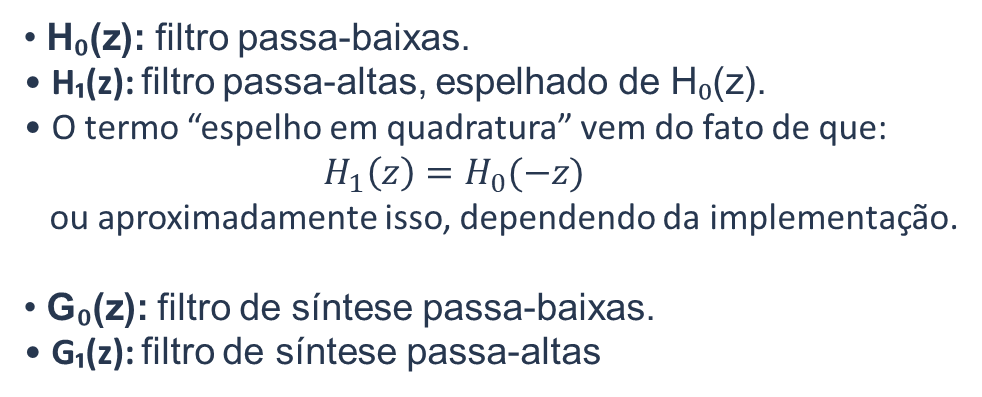 • H₀(z): filtro passa-baixas.
• H₁(z): filtro passa-altas, espelhado de H₀(z).
• O termo “espelho em quadratura” vem do fato de que:
H₁(z) = H₀(−z)
ou aproximadamente isso, dependendo da implementação.
• G₀(z): filtro de síntese passa-baixas.
• G₁(z): filtro de síntese passa-altas